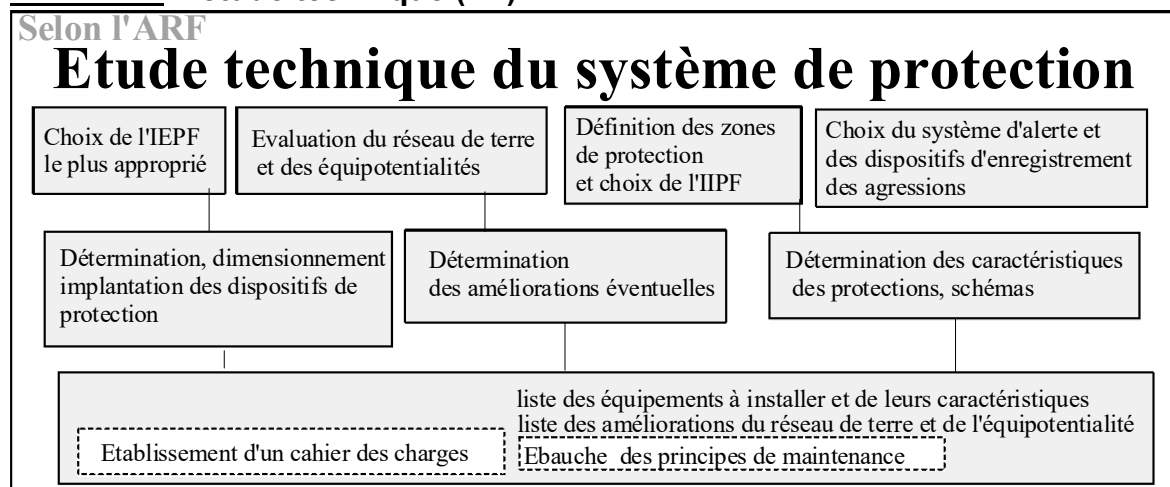 Selon l'ARF
Etude technique du système de protection
Choix de l'IEPF
le plus approprié
Evaluation du réseau de terre
et des équipotentialités
Définition des zones
de protection
et choix de l'IIPF
Choix du système d'alerte et
des dispositifs d'enregistrement
des agressions
Détermination, dimensionnement
implantation des dispositifs de
protection
Détermination
des améliorations éventuelles
Détermination des caractéristiques
des protections, schémas
liste des équipements à installer et de leurs caractéristiques
liste des améliorations du réseau de terre et de l'équipotentialité
Etablissement d'un cahier des charges
Ebauche des principes de maintenance